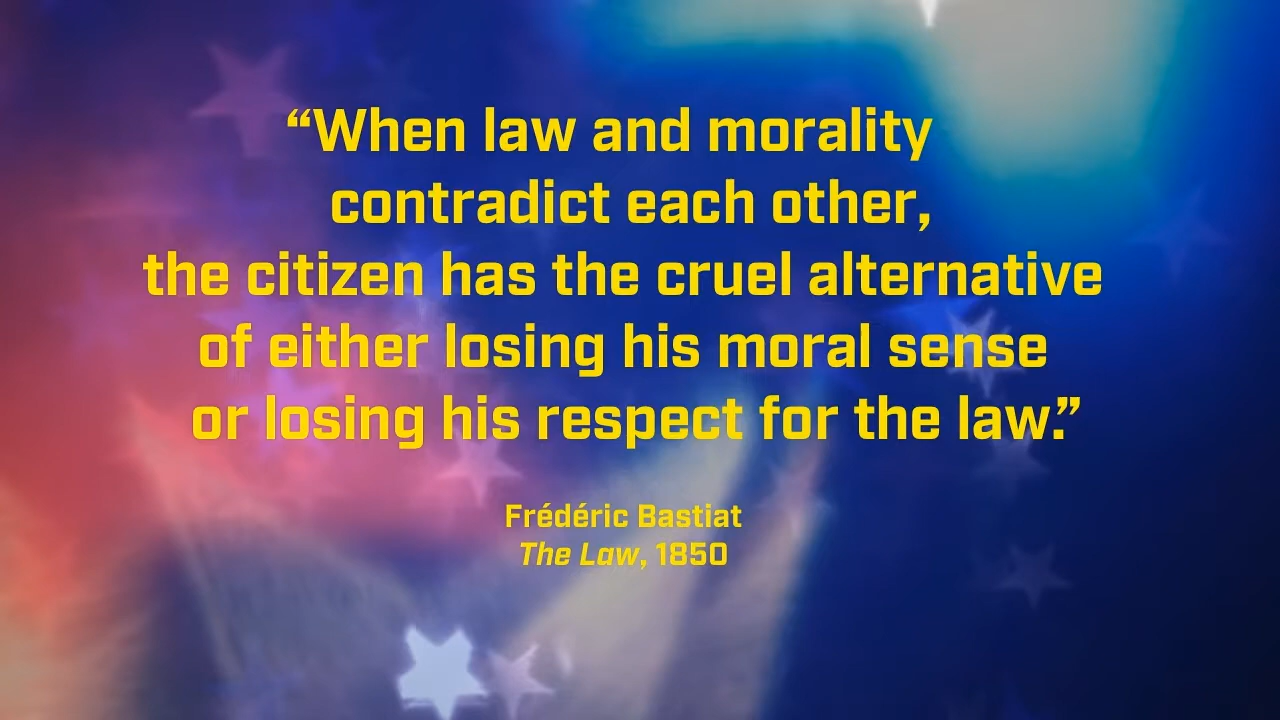 “When law and morality
contradict each other,
the citizen has the cruel alternative
of either losing his moral sense
or losing his respect for the law.”
Frédéric Bastiat
The Law, 1850